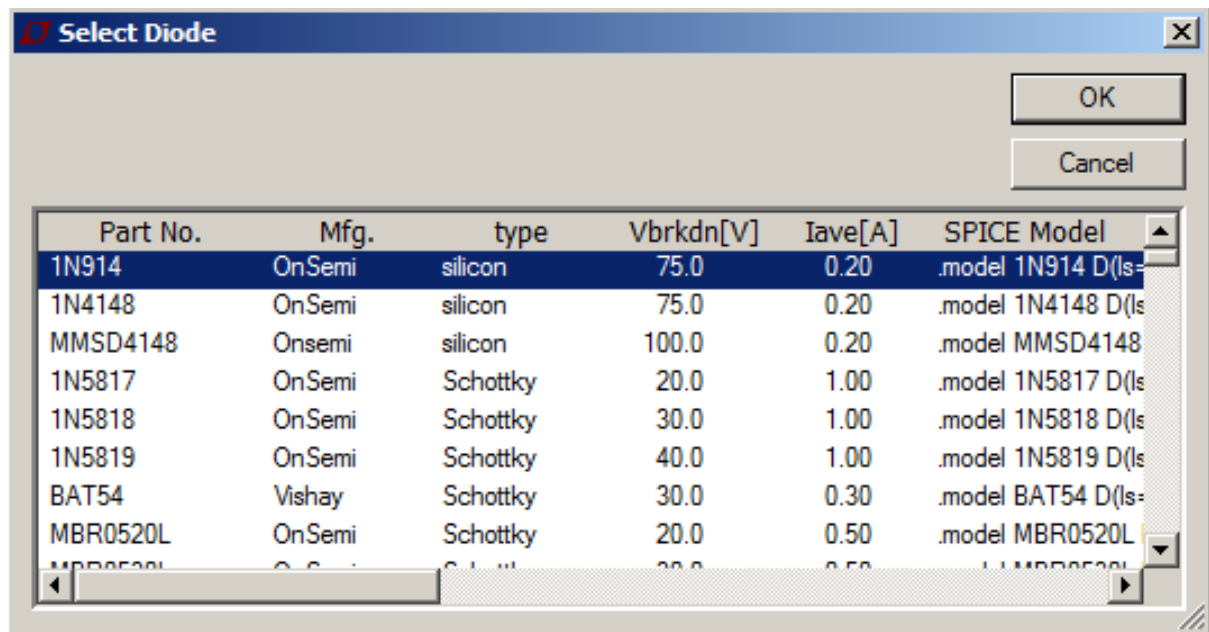 Select Diode
OK
Cancel
Part No. Mfg. type Vbrkdn[V] Iave[A] SPICE Model
1N914 OnSemi silicon 75.0 0.20 .model 1N914 D(Is=
1N4148 OnSemi silicon 75.0 0.20 .model 1N4148 D(Is
MMSD4148 Onsemi silicon 100.0 0.20 .model MMSD4148
1N5817 OnSemi Schottky 20.0 1.00 .model 1N5817 D(Is
1N5818 OnSemi Schottky 30.0 1.00 .model 1N5818 D(Is
1N5819 OnSemi Schottky 40.0 1.00 .model 1N5819 D(Is
BAT54 Vishay Schottky 30.0 0.30 .model BAT54 D(Is=
MBR0520L OnSemi Schottky 20.0 0.50 .model MBR0520L